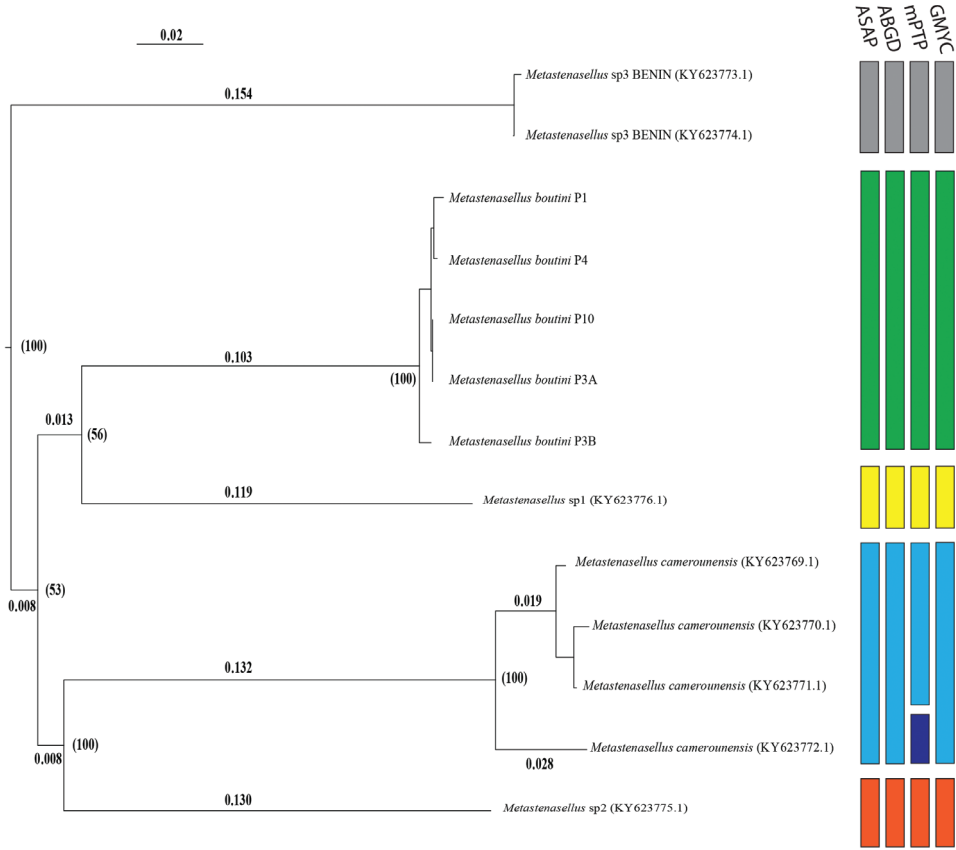 ASAP ABGD mPTP GMYC
0.02
Metastenasellus sp3 BENIN (KY623773.1)
0.154
Metastenasellus sp3 BENIN (KY623774.1)
Metastenasellus boutini P1
Metastenasellus boutini P4
Metastenasellus boutini P10
(100)
0.103
Metastenasellus boutini P3A
(100)
0.013
(56)
Metastenasellus boutini P3B
0.119
Metastenasellus sp1 (KY623776.1)
Metastenasellus camerounensis (KY623769.1)
(53)
0.008
0.019
Metastenasellus camerounensis (KY623770.1)
0.132
(100)
Metastenasellus camerounensis (KY623771.1)
(100)
0.008
Metastenasellus camerounensis (KY623772.1)
0.028
0.130
Metastenasellus sp2 (KY623775.1)